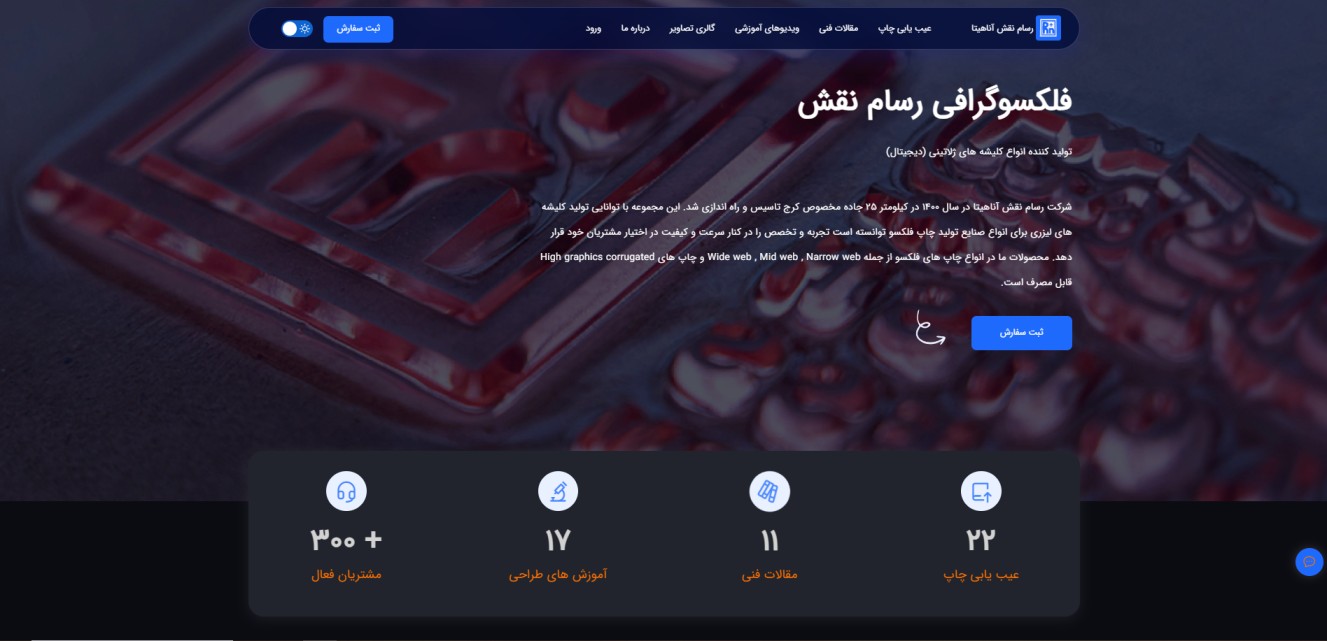 رسام نقش آناهیتا
عیب یابی چاپ
مقالات فنی
ویدیوهای آموزشی
گالری تصاویر
درباره ما
ورود
ثبت سفارش
فلکسوگرافی رسام نقش
تولید کننده انواع کلیشه های ژلاتینی (دیجیتال)
شرکت رسام نقش آناهیتا در سال ۱۴۰۰ در کیلومتر ۲۵ جاده مخصوص کرج تاسیس و راه اندازی شد. این مجموعه با توانایی تولید کلیشه
های لیزری برای انواع صنایع تولید چاپ فلکسو توانسته است تجربه و تخصص را در کنار سرعت و کیفیت در اختیار مشتریان خود قرار
دهد. محصولات ما در انواع چاپ های فلکسو از جمله Wide web , Mid web , Narrow web و چاپ های High graphics corrugated
قابل مصرف است.
ثبت سفارش
۲۲
عیب یابی چاپ
۱۱
مقالات فنی
۱۷
آموزش های طراحی
+ ۳۰۰
مشتریان فعال